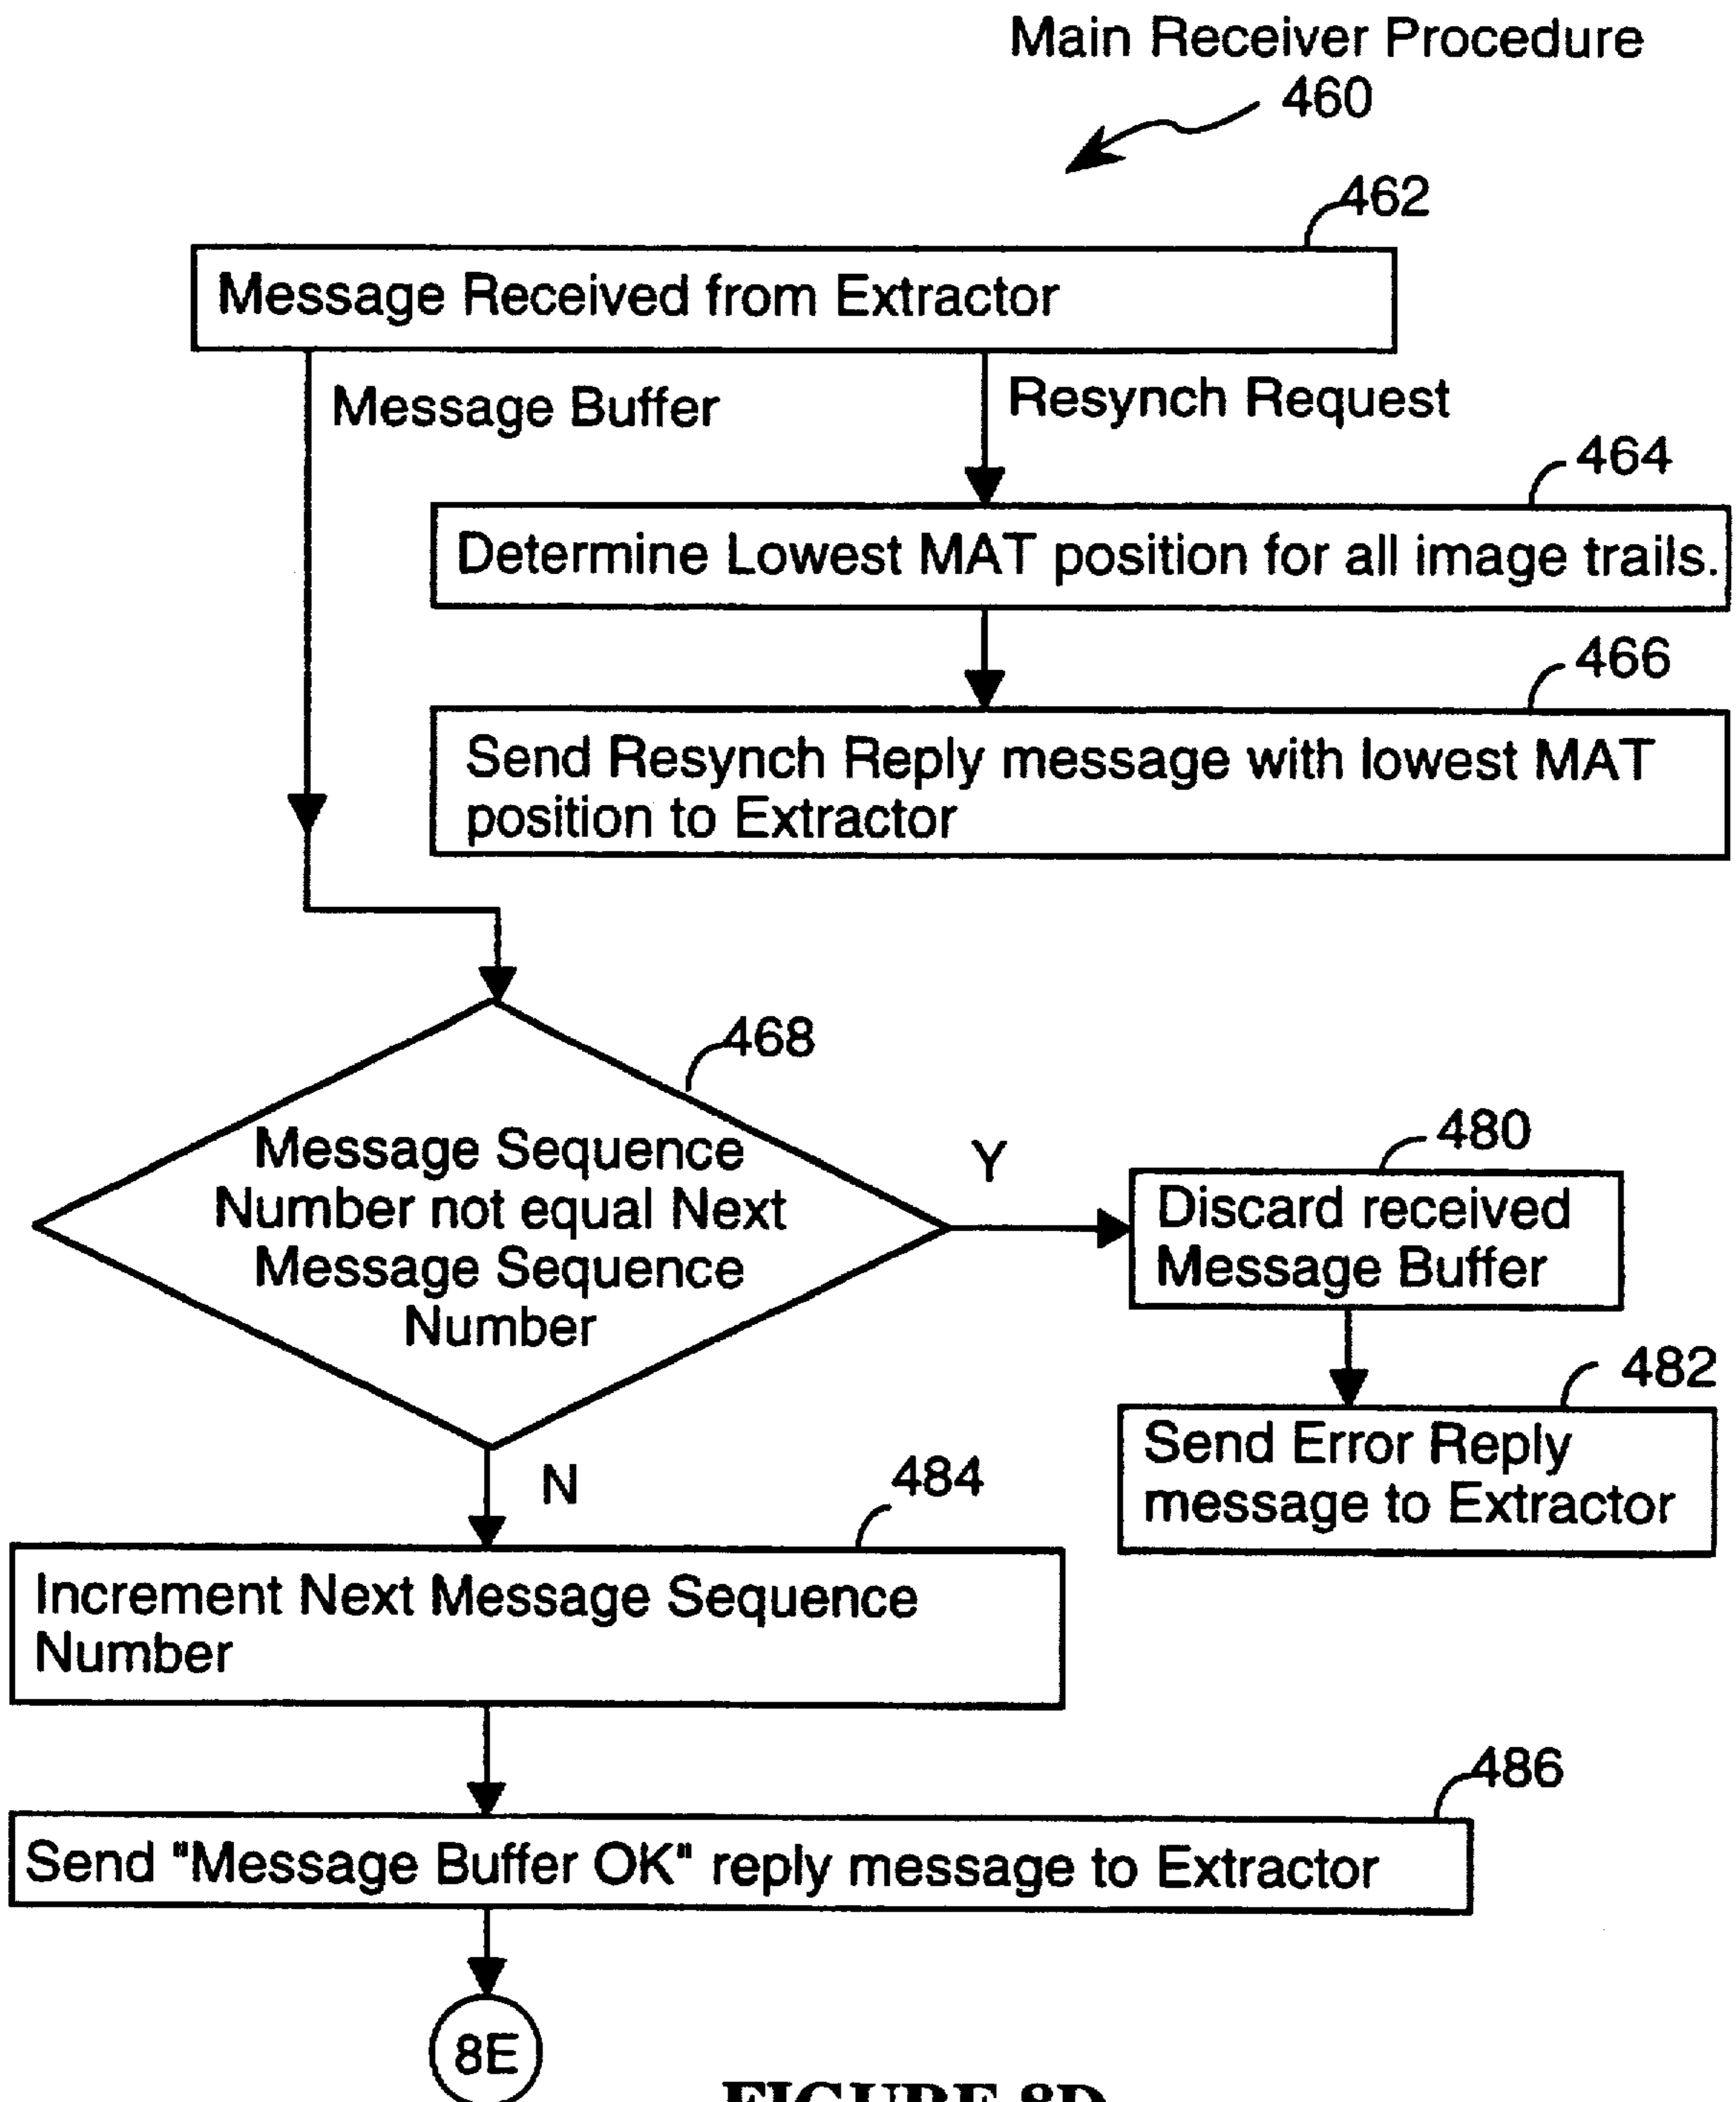 Main Receiver Procedure
460
462
Message Received from Extractor
Message Buffer
Resynch Request
464
Determine Lowest MAT position for all image trails.
466
Send Resynch Reply message with lowest MAT
position to Extractor
468
Message Sequence
Number not equal Next
Message Sequence
Number
Y
480
Discard received
Message Buffer
482
Send Error Reply
message to Extractor
N
484
Increment Next Message Sequence
Number
486
Send "Message Buffer OK" reply message to Extractor
8E
FIGURE 8D